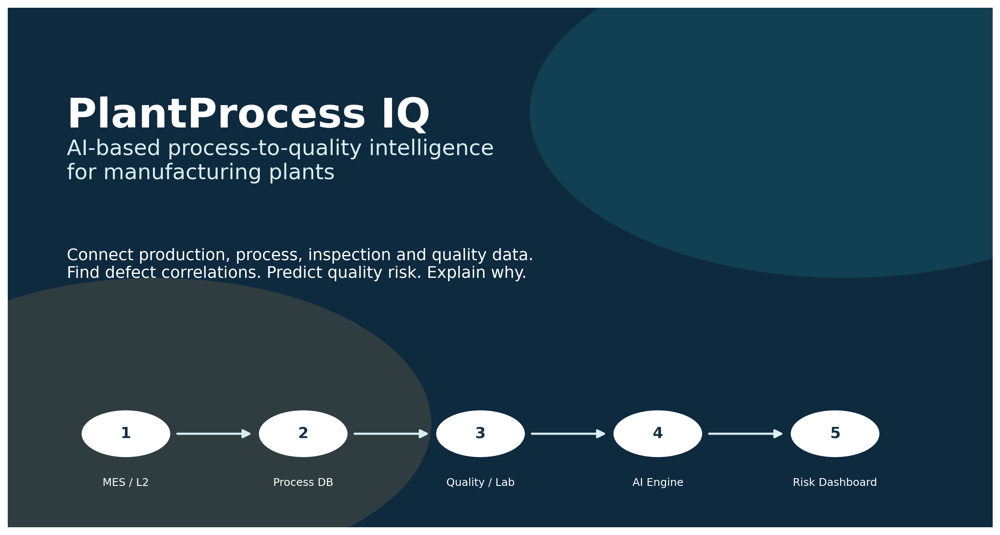 PlantProcess IQ
AI-based process-to-quality intelligence
for manufacturing plants
Connect production, process, inspection and quality data.
Find defect correlations. Predict quality risk. Explain why.
1
2
3
4
5
MES / L2
Process DB
Quality / Lab
AI Engine
Risk Dashboard